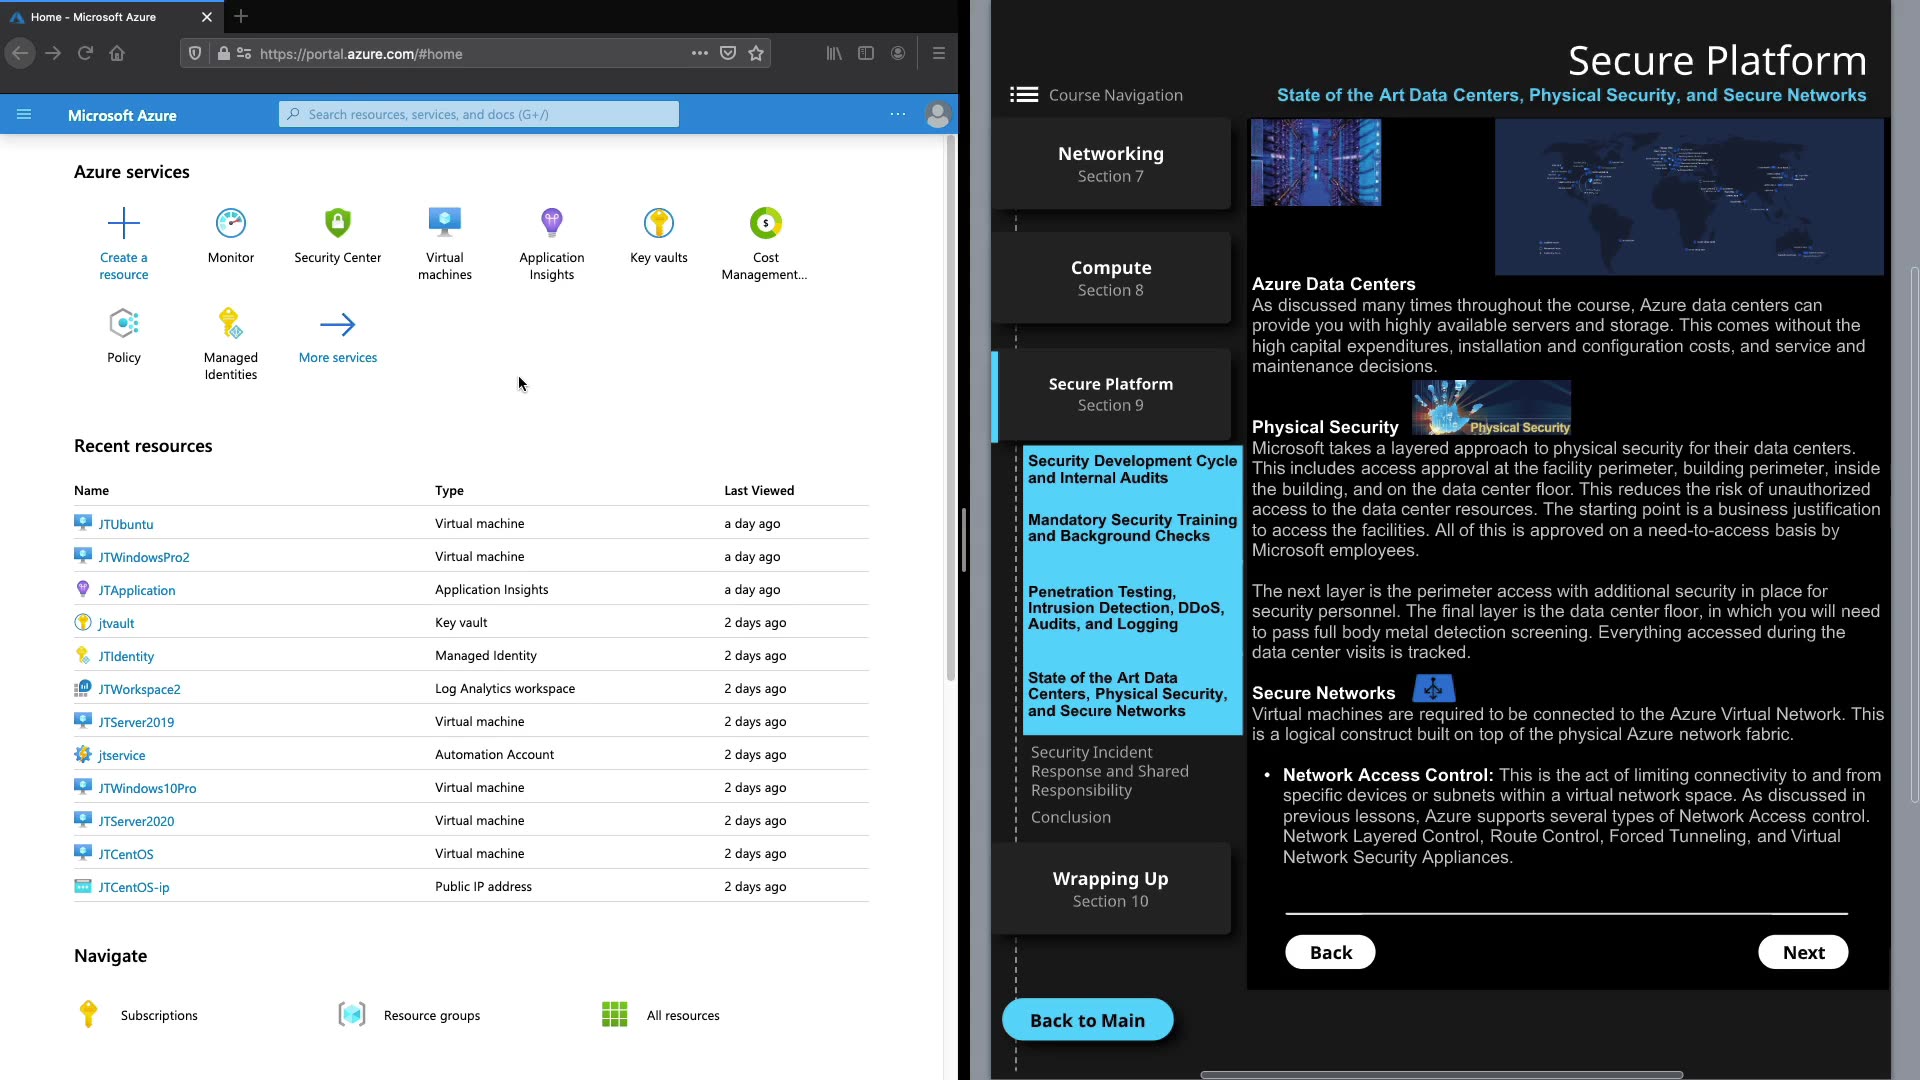 Home - Microsoft Azure
https://portal.azure.com/#home
Microsoft Azure
Search resources, services, and docs (G+/)
Azure services
Create a resource
Monitor
Security Center
Virtual machines
Application Insights
Key vaults
Cost Management...
Policy
Managed Identities
More services
Recent resources
Name Type Last Viewed
JTUbuntu Virtual machine a day ago
JTWindowsPro2 Virtual machine a day ago
JTApplication Application Insights a day ago
jtvault Key vault 2 days ago
JTIdentity Managed Identity 2 days ago
JTWorkspace2 Log Analytics workspace 2 days ago
JTServer2019 Virtual machine 2 days ago
jtservice Automation Account 2 days ago
JTWindows10Pro Virtual machine 2 days ago
JTServer2020 Virtual machine 2 days ago
JTCentOS Virtual machine 2 days ago
JTCentOS-ip Public IP address 2 days ago
Navigate
Subscriptions
Resource groups
All resources
Secure Platform
Course Navigation
State of the Art Data Centers, Physical Security, and Secure Networks
Networking
Section 7
Compute
Section 8
Secure Platform
Section 9
Security Development Cycle
and Internal Audits
Mandatory Security Training
and Background Checks
Penetration Testing,
Intrusion Detection, DDoS,
Audits, and Logging
State of the Art Data
Centers, Physical Security,
and Secure Networks
Security Incident
Response and Shared
Responsibility
Conclusion
Wrapping Up
Section 10
Back to Main
Azure Data Centers
As discussed many times throughout the course, Azure data centers can
provide you with highly available servers and storage. This comes without the
high capital expenditures, installation and configuration costs, and service and
maintenance decisions.
Physical Security
Physical Security
Microsoft takes a layered approach to physical security for their data centers.
This includes access approval at the facility perimeter, building perimeter, inside
the building, and on the data center floor. This reduces the risk of unauthorized
access to the data center resources. The starting point is a business justification
to access the facilities. All of this is approved on a need-to-access basis by
Microsoft employees.
The next layer is the perimeter access with additional security in place for
security personnel. The final layer is the data center floor, in which you will need
to pass full body metal detection screening. Everything accessed during the
data center visits is tracked.
Secure Networks
Virtual machines are required to be connected to the Azure Virtual Network. This
is a logical construct built on top of the physical Azure network fabric.
• Network Access Control: This is the act of limiting connectivity to and from
specific devices or subnets within a virtual network space. As discussed in
previous lessons, Azure supports several types of Network Access control.
Network Layered Control, Route Control, Forced Tunneling, and Virtual
Network Security Appliances.
Back
Next